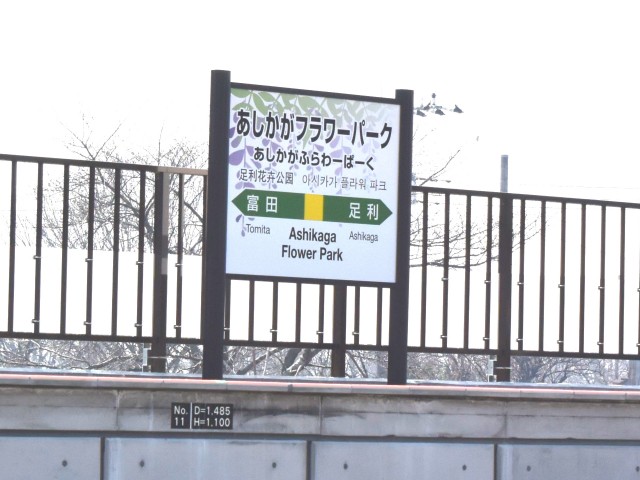 あしかがフラワーパーク
あしかがふらわーぱーく
足利花卉公園 아시카가 플라워 파크
富田 足利
Tomita Ashikaga Ashikaga
Flower Park
No. 11 D=1.485
H=1.100